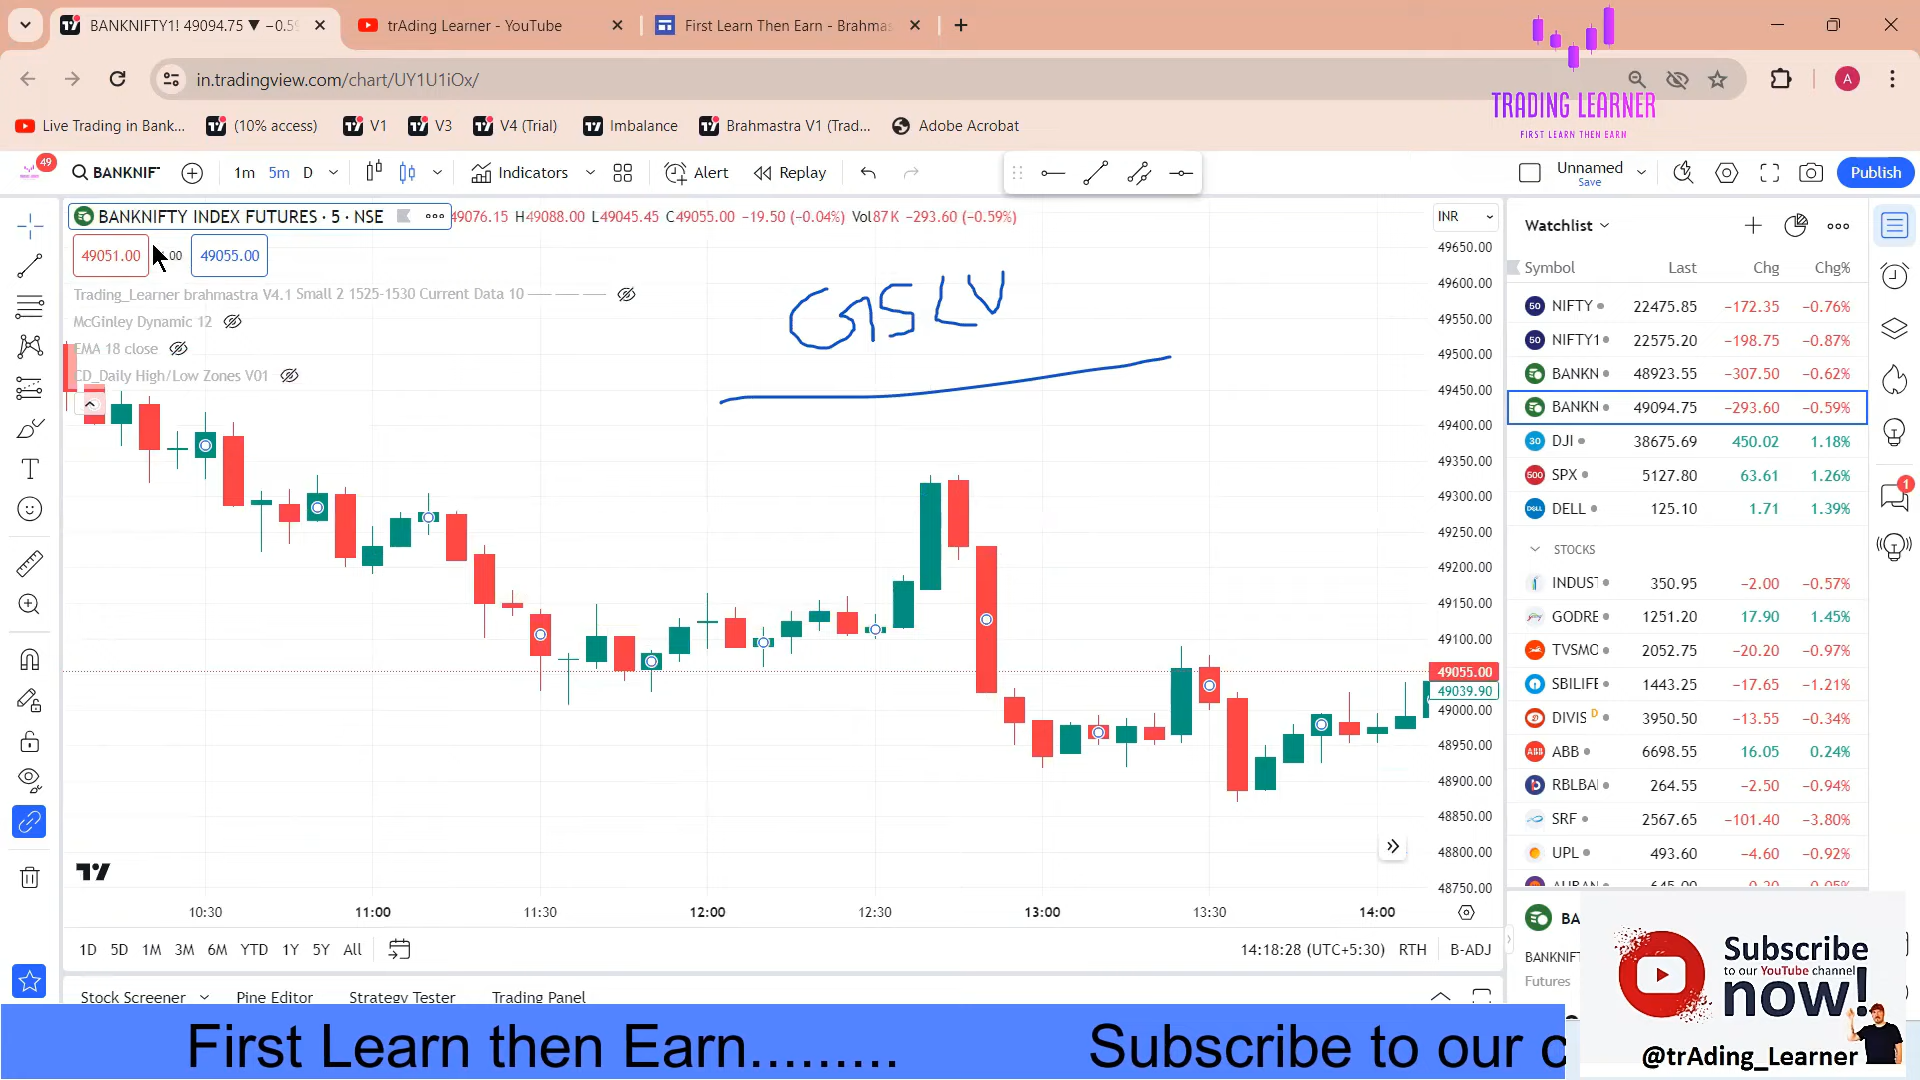 BANKNIFTY1! 49094.75 ▼ −0.59
trAding Learner - YouTube
First Learn Then Earn - Brahmas
in.tradingview.com/chart/UY1U1iOx/
A
TRADING LEARNER
FIRST LEARN THEN EARN
Live Trading in Bank...
(10% access)
V1
V3
V4 (Trial)
Imbalance
Brahmastra V1 (Trad...
Adobe Acrobat
49
BANKNIF
1m 5m D
Indicators
Alert
Replay
Unnamed
Save
Publish
BANKNIFTY INDEX FUTURES · 5 · NSE
49076.15 H49088.00 L49045.45 C49055.00 −19.50 (−0.04%) Vol87 K −293.60 (−0.59%)
49051.00
.00
49055.00
Trading_Learner brahmastra V4.1 Small 2 1525-1530 Current Data 10
McGinley Dynamic 12
EMA 18 close
CD_Daily High/Low Zones V01
INR
49650.00
49600.00
49550.00
49500.00
49450.00
49400.00
49350.00
49300.00
49250.00
49200.00
49150.00
49100.00
49055.00
49039.90
49000.00
48950.00
48900.00
48850.00
48800.00
48750.00
10:30 11:00 11:30 12:00 12:30 13:00 13:30 14:00
1D 5D 1M 3M 6M YTD 1Y 5Y All
14:18:28 (UTC+5:30) RTH B-ADJ
Stock Screener
Pine Editor
Strategy Tester
Trading Panel
Watchlist
Symbol Last Chg Chg%
50 NIFTY 22475.85 −172.35 −0.76%
50 NIFTY1 22575.20 −198.75 −0.87%
BANKN 48923.55 −307.50 −0.62%
BANKN 49094.75 −293.60 −0.59%
30 DJI 38675.69 450.02 1.18%
500 SPX 5127.80 63.61 1.26%
DELL DELL 125.10 1.71 1.39%
STOCKS
INDUS 350.95 −2.00 −0.57%
GODRE 1251.20 17.90 1.45%
TVSMO 2052.75 −20.20 −0.97%
SBILIFE 1443.25 −17.65 −1.21%
DIVIS D 3950.50 −13.55 −0.34%
ABB ABB 6698.55 16.05 0.24%
RBLBA 264.55 −2.50 −0.94%
SRF 2567.65 −101.40 −3.80%
UPL 493.60 −4.60 −0.92%
1
BA
BANKNIFT
Futures
Subscribe
to our YouTube channel
now!
@trAding_Learner
First Learn then Earn.........
Subscribe to our c